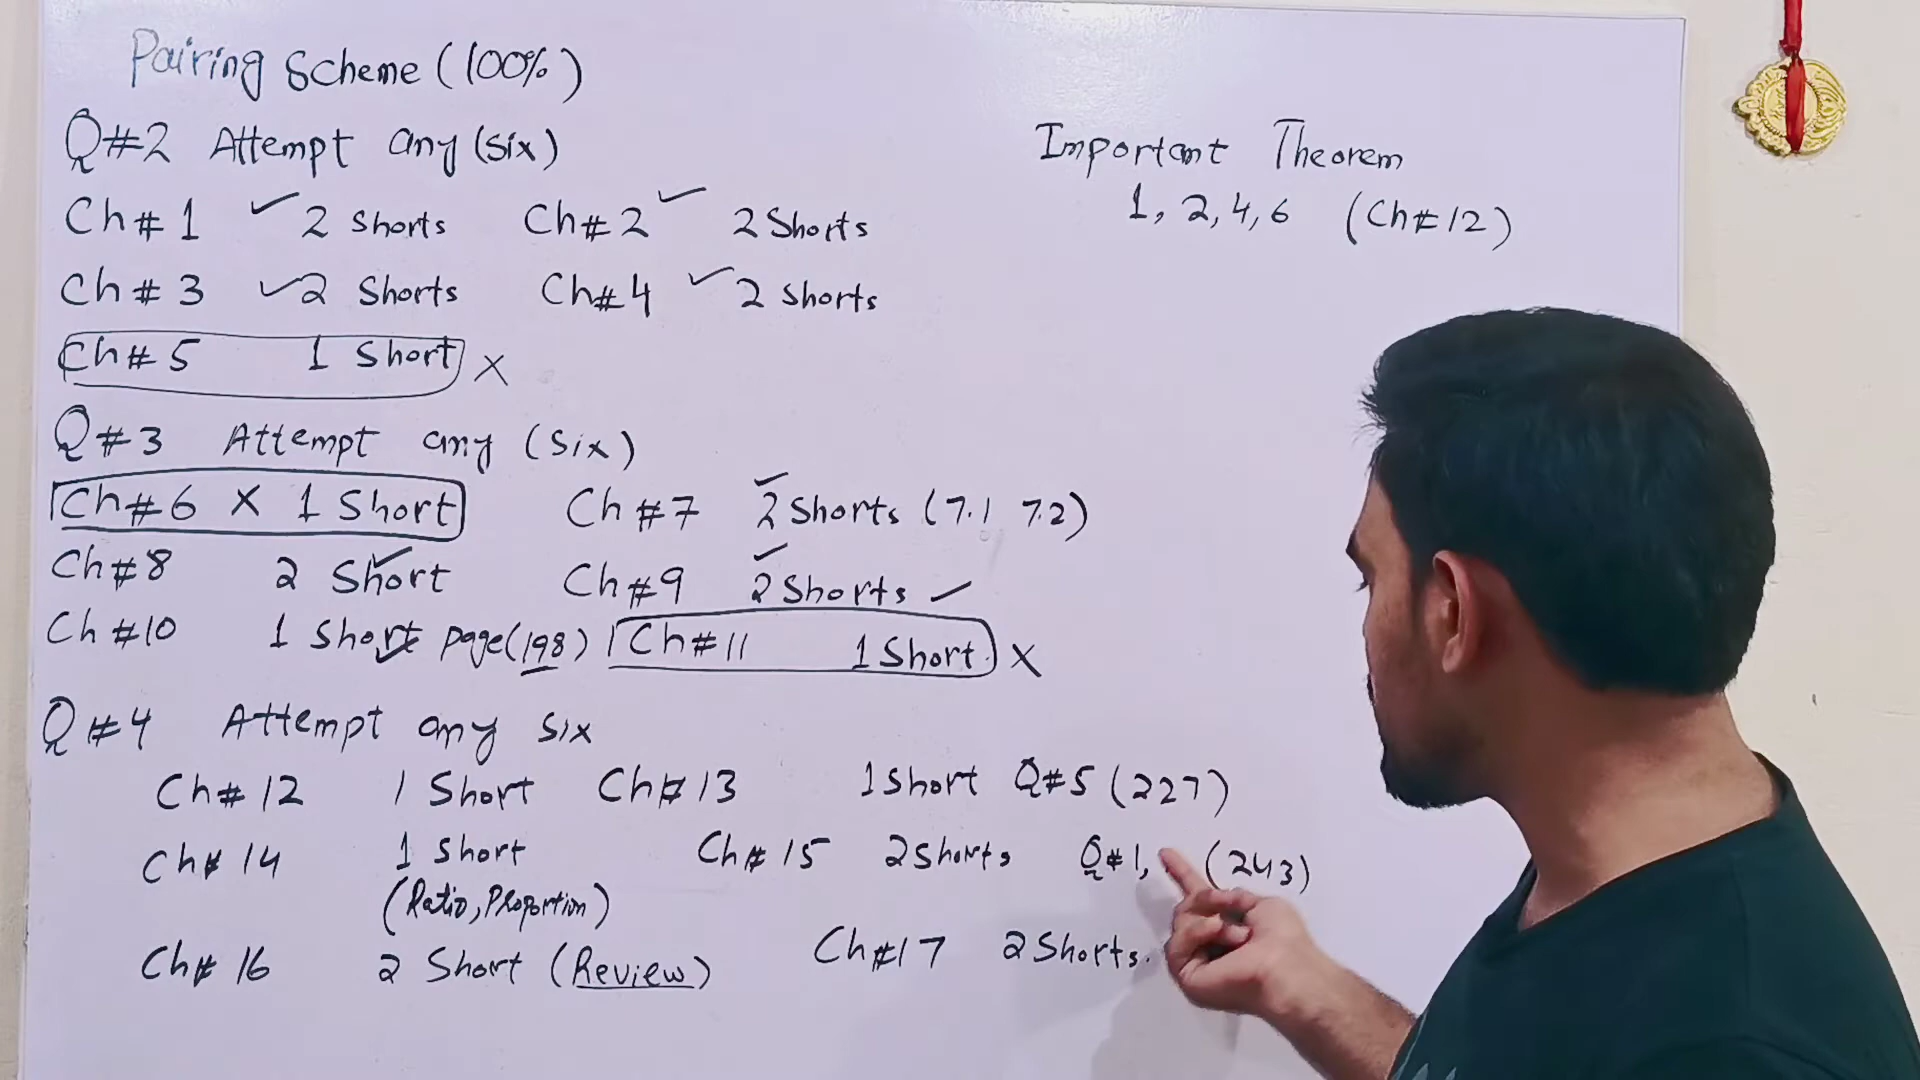 Pairing Scheme (100%)
Q#2 Attempt any (six)
Ch#1 ✓ 2 Shorts Ch#2 ✓ 2 Shorts
Ch#3 ✓ 2 Shorts Ch#4 ✓ 2 Shorts
Ch#5 1 Short ×
Q#3 Attempt any (Six)
Ch#6 × 1 Short Ch#7 ✓ 2 Shorts (7.1 7.2)
Ch#8 2 Short ✓ Ch#9 ✓ 2 Shorts ✓
Ch#10 1 Short ✓ page(198) Ch#11 1 Short. ×
Q#4 Attempt any six
Ch#12 1 Short Ch#13 1 Short Q#5 (227)
Ch#14 1 Short Ch#15 2 Shorts Q#1, (243)
(Ratio, Proportion)
Ch#16 2 Short (Review) Ch#17 2 Shorts.
Important Theorem
1, 2, 4, 6 (Ch#12)